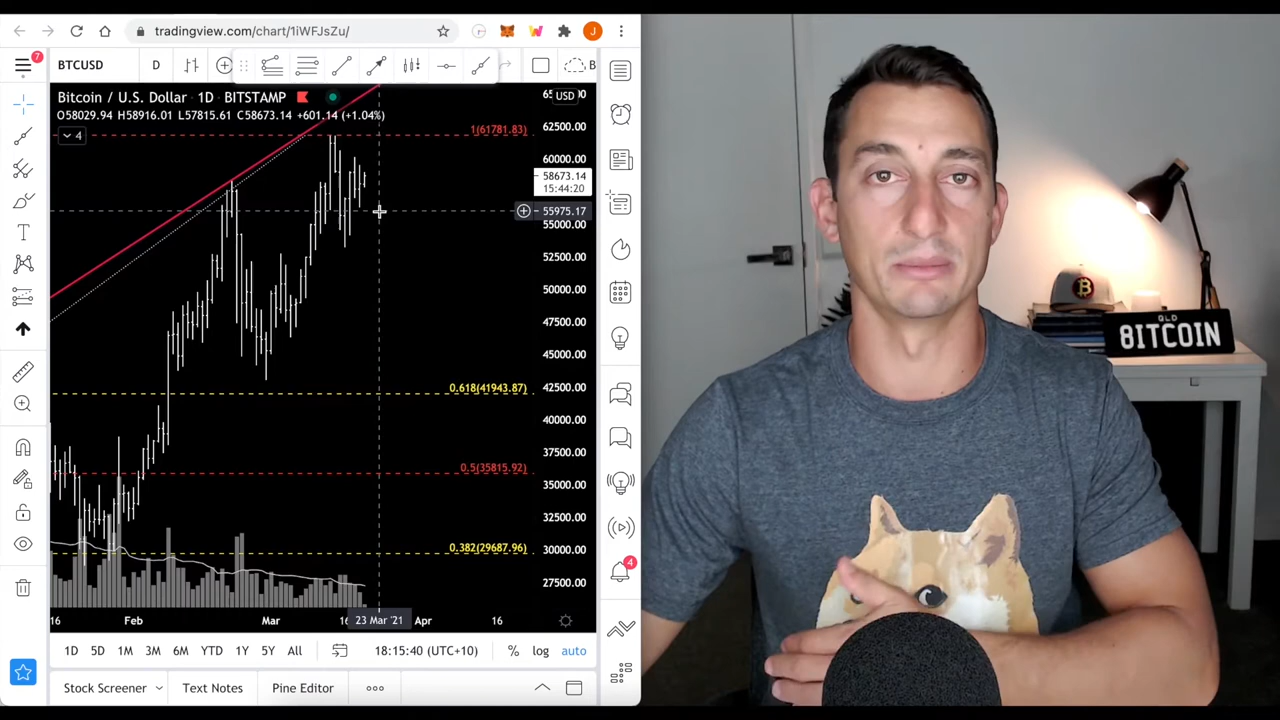 tradingview.com/chart/1iWFJsZu/
J
7
BTCUSD
D
B
Bitcoin / U.S. Dollar · 1D · BITSTAMP
USD
O58029.94 H58916.01 L57815.61 C58673.14 +601.14 (+1.04%)
4
1(61781.83)
62500.00
60000.00
58673.14
15:44:20
55975.17
55000.00
52500.00
50000.00
47500.00
45000.00
0.618(41943.87)
42500.00
40000.00
37500.00
0.5(35815.92)
35000.00
32500.00
0.382(29687.96)
30000.00
27500.00
4
16
Feb
Mar
16
23 Mar '21
Apr
16
1D 5D 1M 3M 6M YTD 1Y 5Y All
18:15:40 (UTC+10)
% log auto
Stock Screener
Text Notes
Pine Editor
B
QLD
8ITCOIN